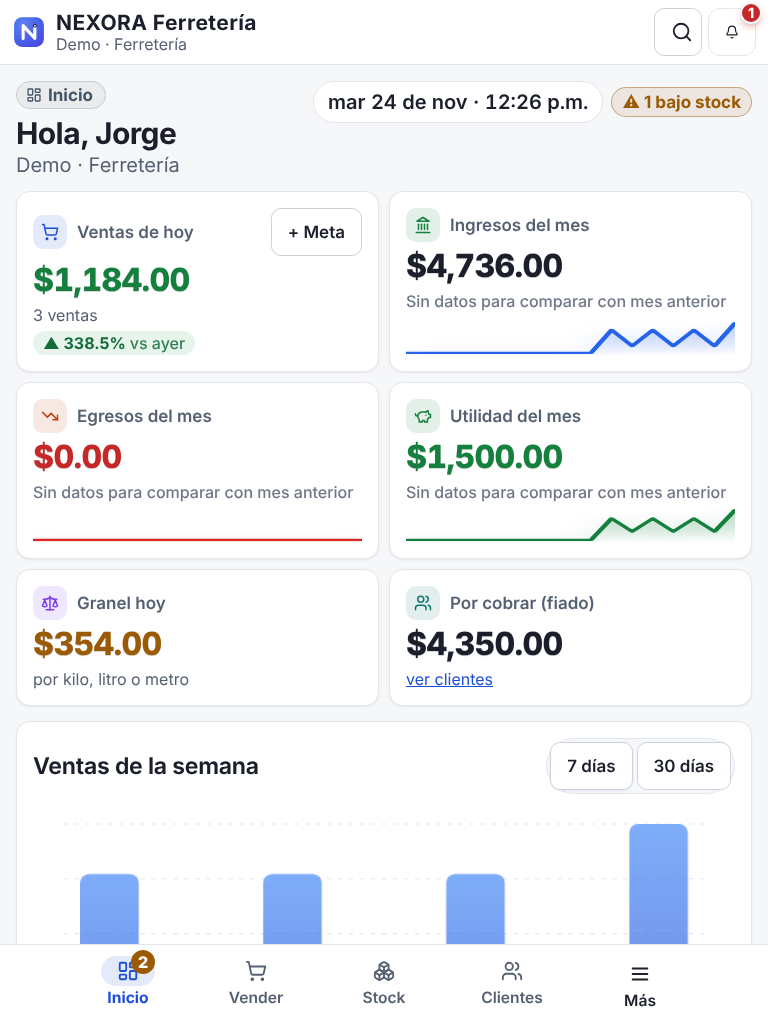 NEXORA Ferretería
Demo · Ferretería
1
Inicio
mar 24 de nov · 12:26 p.m.
1 bajo stock
Hola, Jorge
Demo · Ferretería
Ventas de hoy
+ Meta
$1,184.00
3 ventas
▲ 338.5% vs ayer
Ingresos del mes
$4,736.00
Sin datos para comparar con mes anterior
Egresos del mes
$0.00
Sin datos para comparar con mes anterior
Utilidad del mes
$1,500.00
Sin datos para comparar con mes anterior
Granel hoy
$354.00
por kilo, litro o metro
Por cobrar (fiado)
$4,350.00
ver clientes
Ventas de la semana
7 días
30 días
2
Inicio
Vender
Stock
Clientes
Más